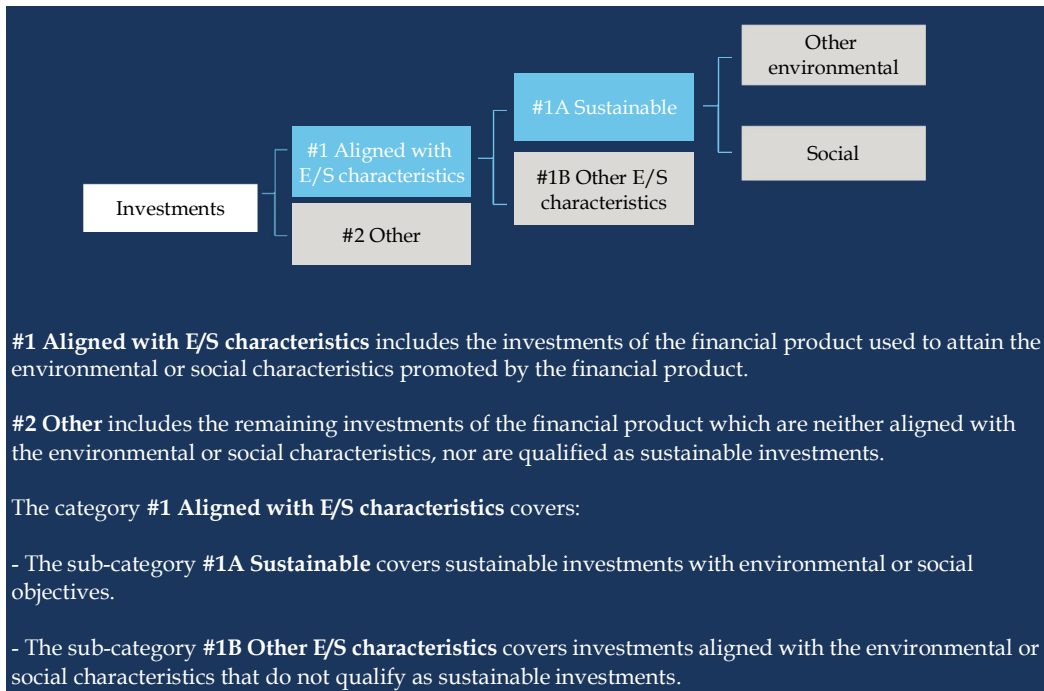 Other
environmental
#1A Sustainable
#1 Aligned with
E/S characteristics
Social
#1B Other E/S
characteristics
Investments
#2 Other
#1 Aligned with E/S characteristics includes the investments of the financial product used to attain the
environmental or social characteristics promoted by the financial product.
#2 Other includes the remaining investments of the financial product which are neither aligned with
the environmental or social characteristics, nor are qualified as sustainable investments.
The category #1 Aligned with E/S characteristics covers:
- The sub-category #1A Sustainable covers sustainable investments with environmental or social
objectives.
- The sub-category #1B Other E/S characteristics covers investments aligned with the environmental or
social characteristics that do not qualify as sustainable investments.